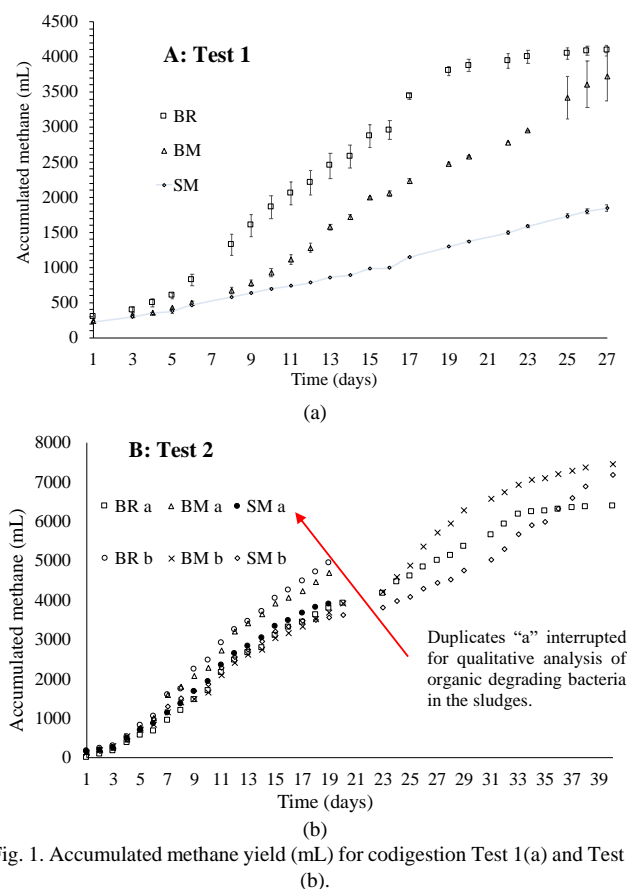 A: Test 1
Accumulated methane (mL)
4500
4000
3500
3000
2500
2000
1500
1000
500
0
BR
BM
SM
1 3 5 7 9 11 13 15 17 19 21 23 25 27
Time (days)
(a)
B: Test 2
Accumulated methane (mL)
8000
7000
6000
5000
4000
3000
2000
1000
0
BR a BM a SM a
BR b BM b SM b
Duplicates “a” interrupted
for qualitative analysis of
organic degrading bacteria
in the sludges.
1 3 5 7 9 11 13 15 17 19 21 23 25 27 29 31 33 35 37 39
Time (days)
(b)
ig. 1. Accumulated methane yield (mL) for codigestion Test 1(a) and Test
(b).